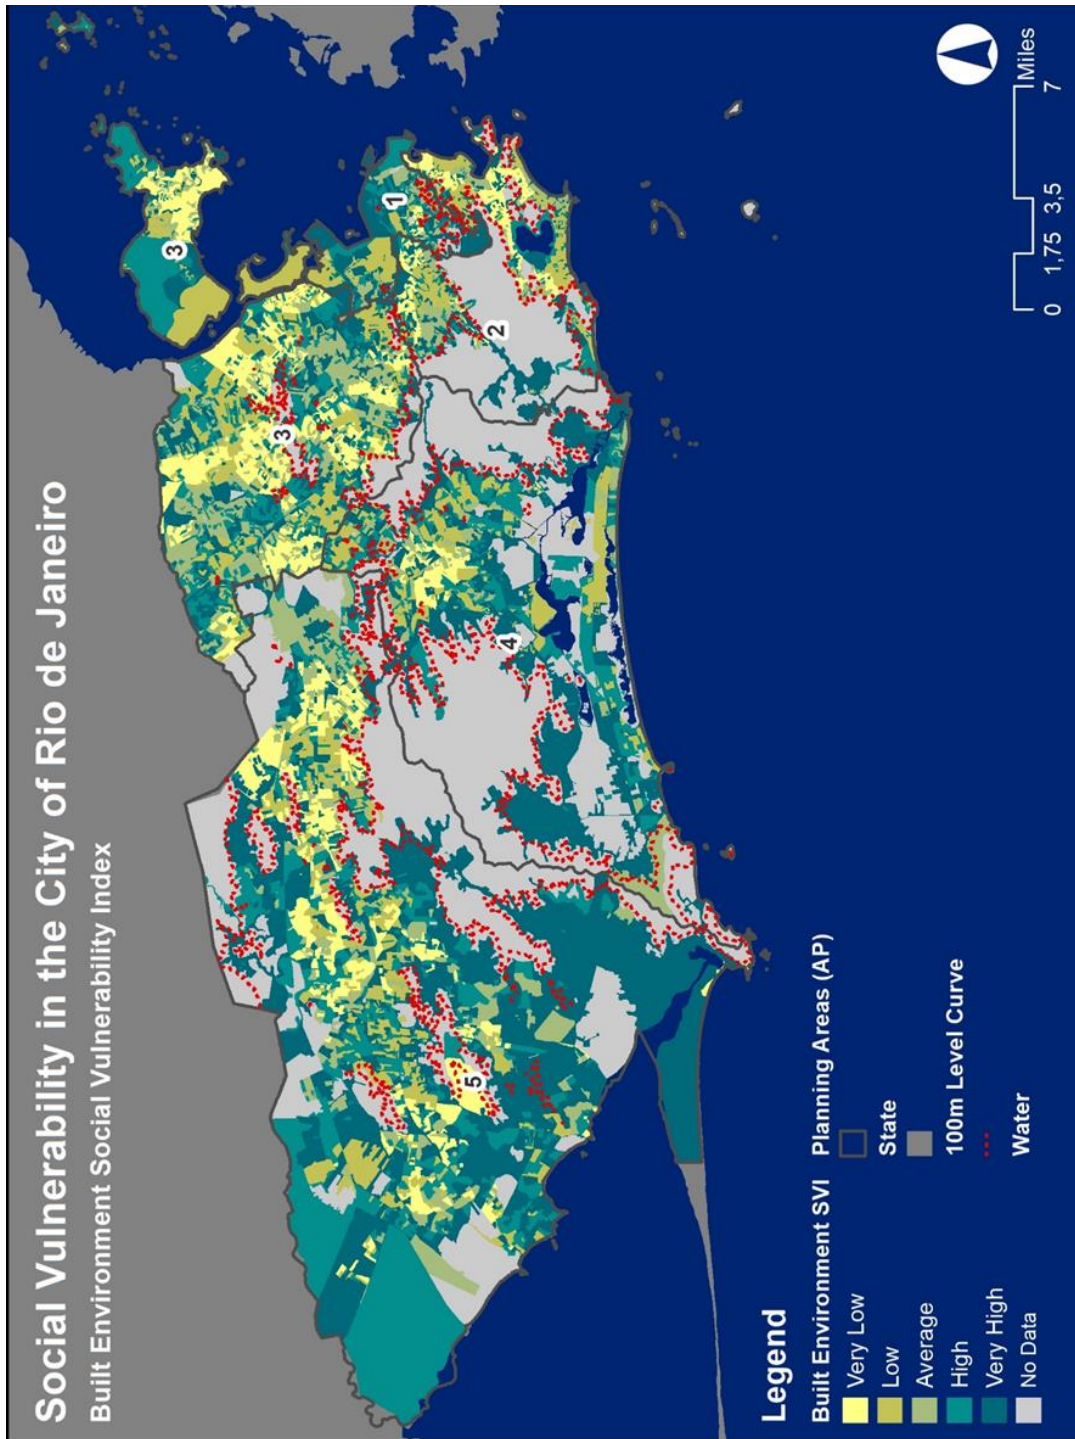 Social Vulnerability in the City of Rio de Janeiro
Built Environment Social Vulnerability Index
3
3
1
2
4
5
Legend
Built Environment SVI
Very Low
Low
Average
High
Very High
No Data
Planning Areas (AP)
State
100m Level Curve
Water
0 1,75 3,5 7
Miles